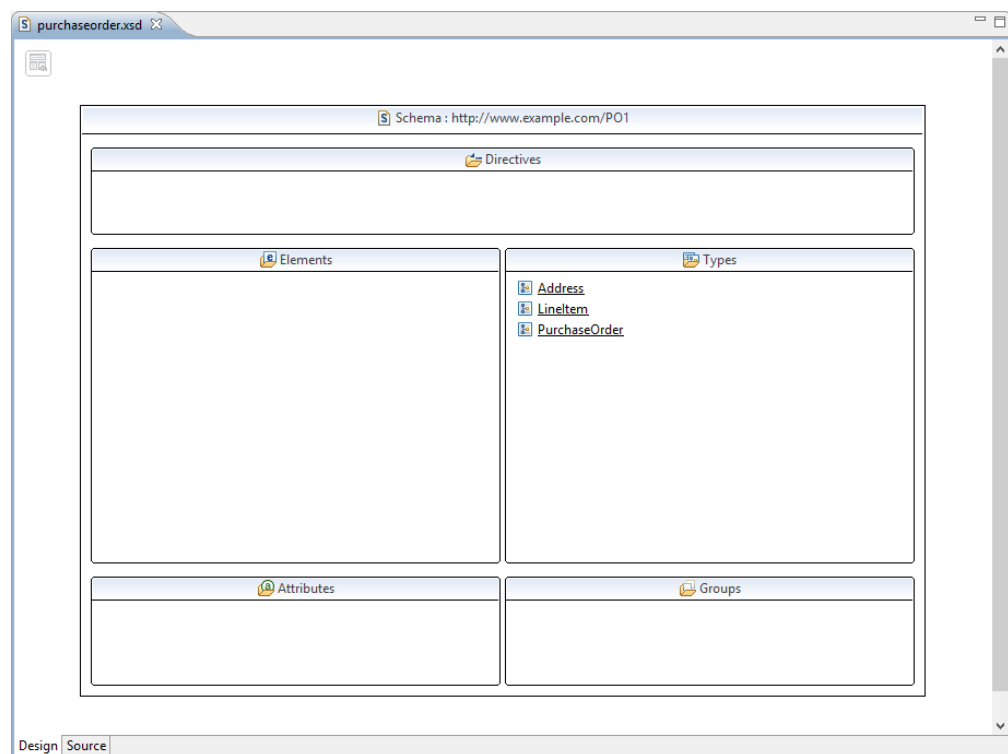 purchaseorder.xsd
Schema : http://www.example.com/PO1
Directives
Elements
Types
Address
LineItem
PurchaseOrder
Attributes
Groups
Design Source